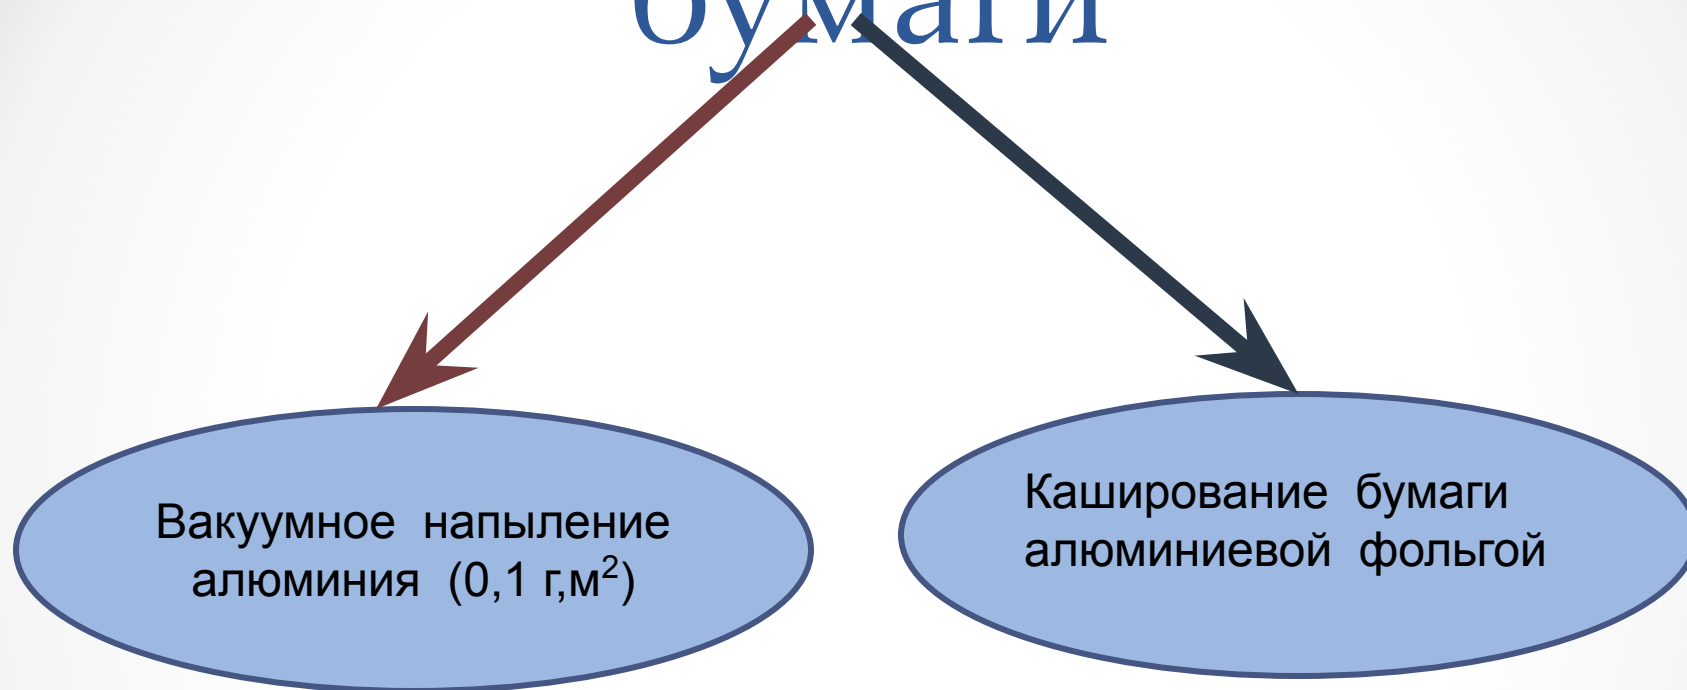 бумаги
Вакуумное напыление
алюминия (0,1 г,м²)
Каширование бумаги
алюминиевой фольгой